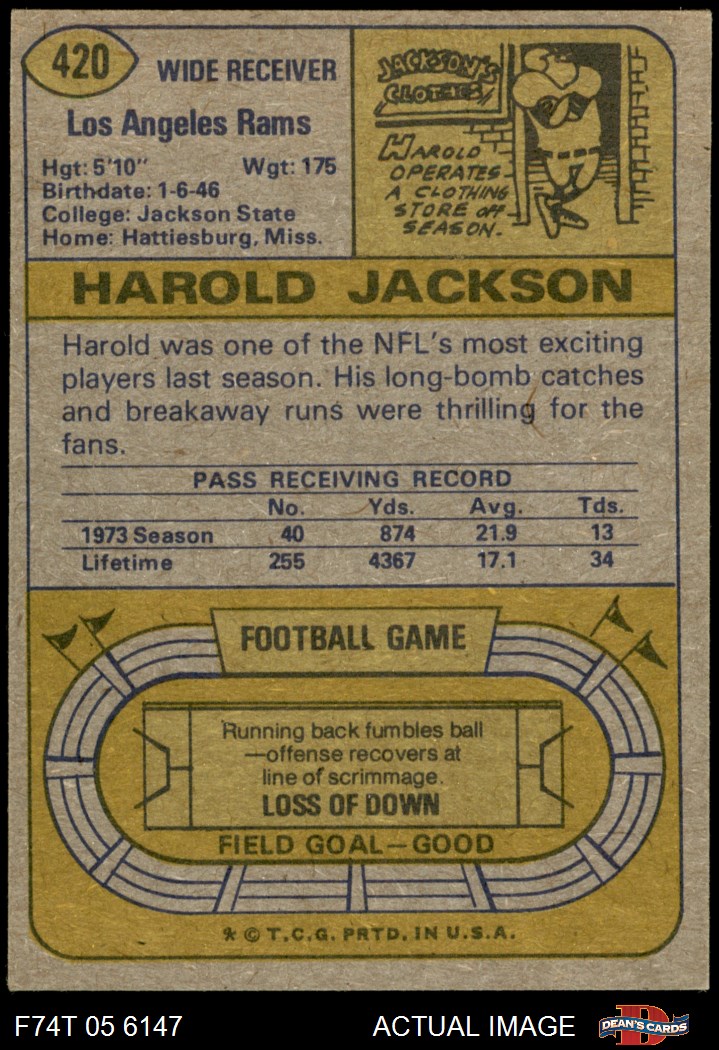 420
WIDE RECEIVER
Los Angeles Rams
Hgt: 5'10" Wgt: 175
Birthdate: 1-6-46
College: Jackson State
Home: Hattiesburg, Miss.
JACKSON'S
CLOTHES
HAROLD
OPERATES
A CLOTHING
STORE OFF
SEASON.
HAROLD JACKSON
Harold was one of the NFL's most exciting
players last season. His long-bomb catches
and breakaway runs were thrilling for the
fans.
PASS RECEIVING RECORD
No. Yds. Avg. Tds.
1973 Season 40 874 21.9 13
Lifetime 255 4367 17.1 34
FOOTBALL GAME
Running back fumbles ball
—offense recovers at
line of scrimmage.
LOSS OF DOWN
FIELD GOAL—GOOD
* © T.C.G. PRTD. IN U.S.A.
F74T 05 6147 ACTUAL IMAGE
D
DEAN'S CARDS